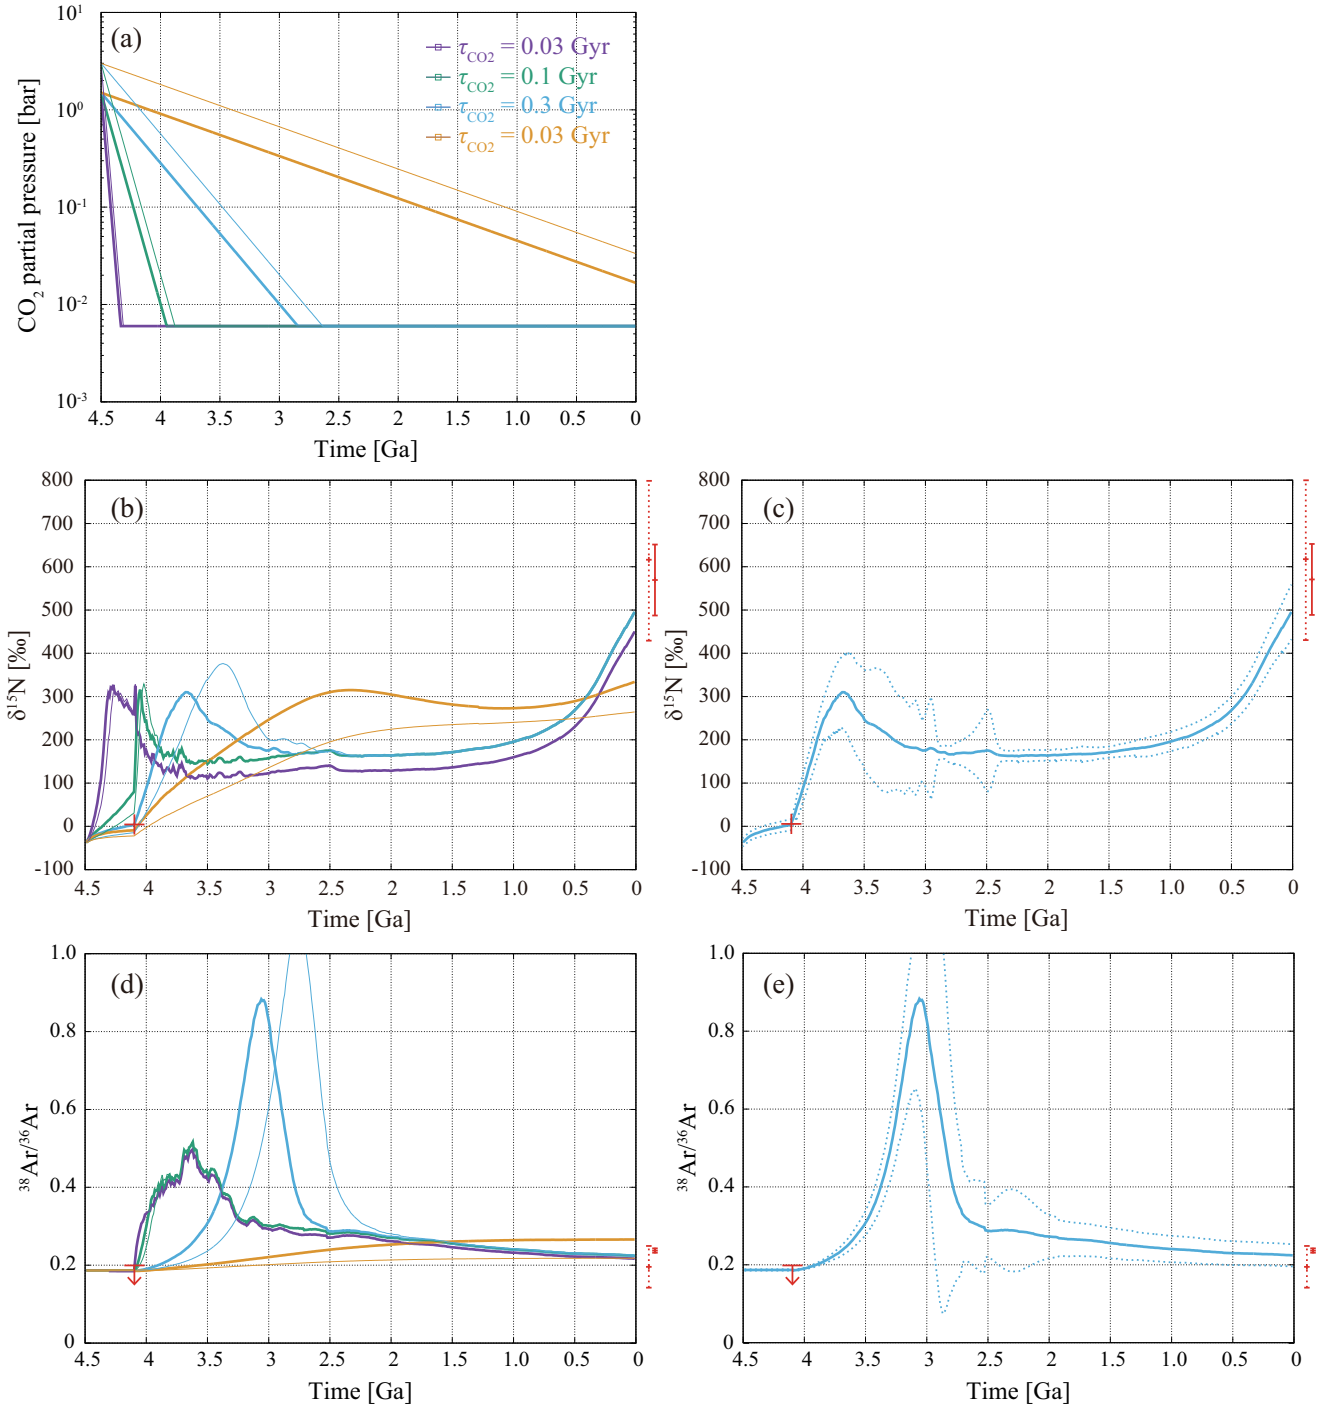 (a)
τCO2 = 0.03 Gyr
τCO2 = 0.1 Gyr
τCO2 = 0.3 Gyr
τCO2 = 0.03 Gyr
10¹
10⁰
10⁻¹
10⁻²
10⁻³
CO₂ partial pressure [bar]
4.5 4 3.5 3 2.5 2 1.5 1.0 0.5 0
Time [Ga]
(b)
800
700
600
500
400
300
200
100
0
-100
δ¹⁵N [‰]
4.5 4 3.5 3 2.5 2 1.5 1.0 0.5 0
Time [Ga]
(c)
800
700
600
500
400
300
200
100
0
-100
δ¹⁵N [‰]
4.5 4 3.5 3 2.5 2 1.5 1.0 0.5 0
Time [Ga]
(d)
1.0
0.8
0.6
0.4
0.2
0
³⁸Ar/³⁶Ar
4.5 4 3.5 3 2.5 2 1.5 1.0 0.5 0
Time [Ga]
(e)
1.0
0.8
0.6
0.4
0.2
0
³⁸Ar/³⁶Ar
4.5 4 3.5 3 2.5 2 1.5 1.0 0.5 0
Time [Ga]